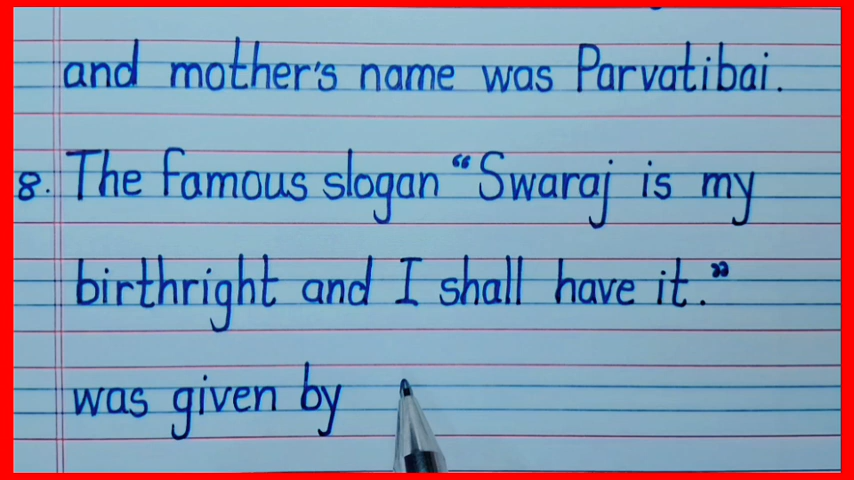 and mother's name was Parvatibai.
8. The famous slogan “Swaraj is my
birthright and I shall have it.”
was given by